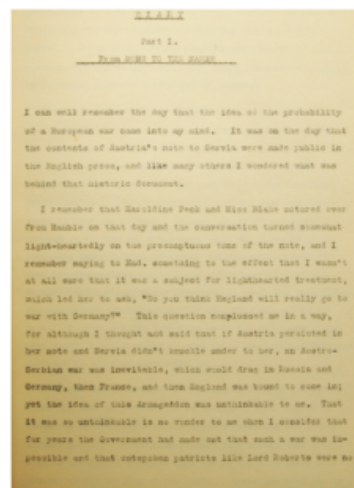 DIARY
Part I.
From HOME TO THE
I can well remember the day that the idea of the probability
of a European war came into my mind. It was on the day that
the contents of Austria's note to Servia were made public in
the English press, and like many others I wondered what was
behind that historic document.
I remember that Peek and Miss Blake motored over
from Hamble on that day and the conversation turned somewhat
light-heartedly on the presumptuous tone of the note, and I
remember saying to something to the effect that I wasn't
at all sure that it was a subject for lighthearted treatment,
which led her to ask, "Do you think England will really go to
war with Germany?" This question nonplussed me in a way,
for although I thought and said that if Austria persisted in
her note and Servia didn't knuckle under to her, an Austro-
Serbian war was inevitable, which would drag in Russia and
Germany, then France, and then England was bound to come in;
yet the idea of this Armageddon was unthinkable to me. That
it was so unthinkable is no wonder to me when I consider that
for years the Government had made out that such a war was im-
possible and that outspoken patriots like Lord Roberts were no